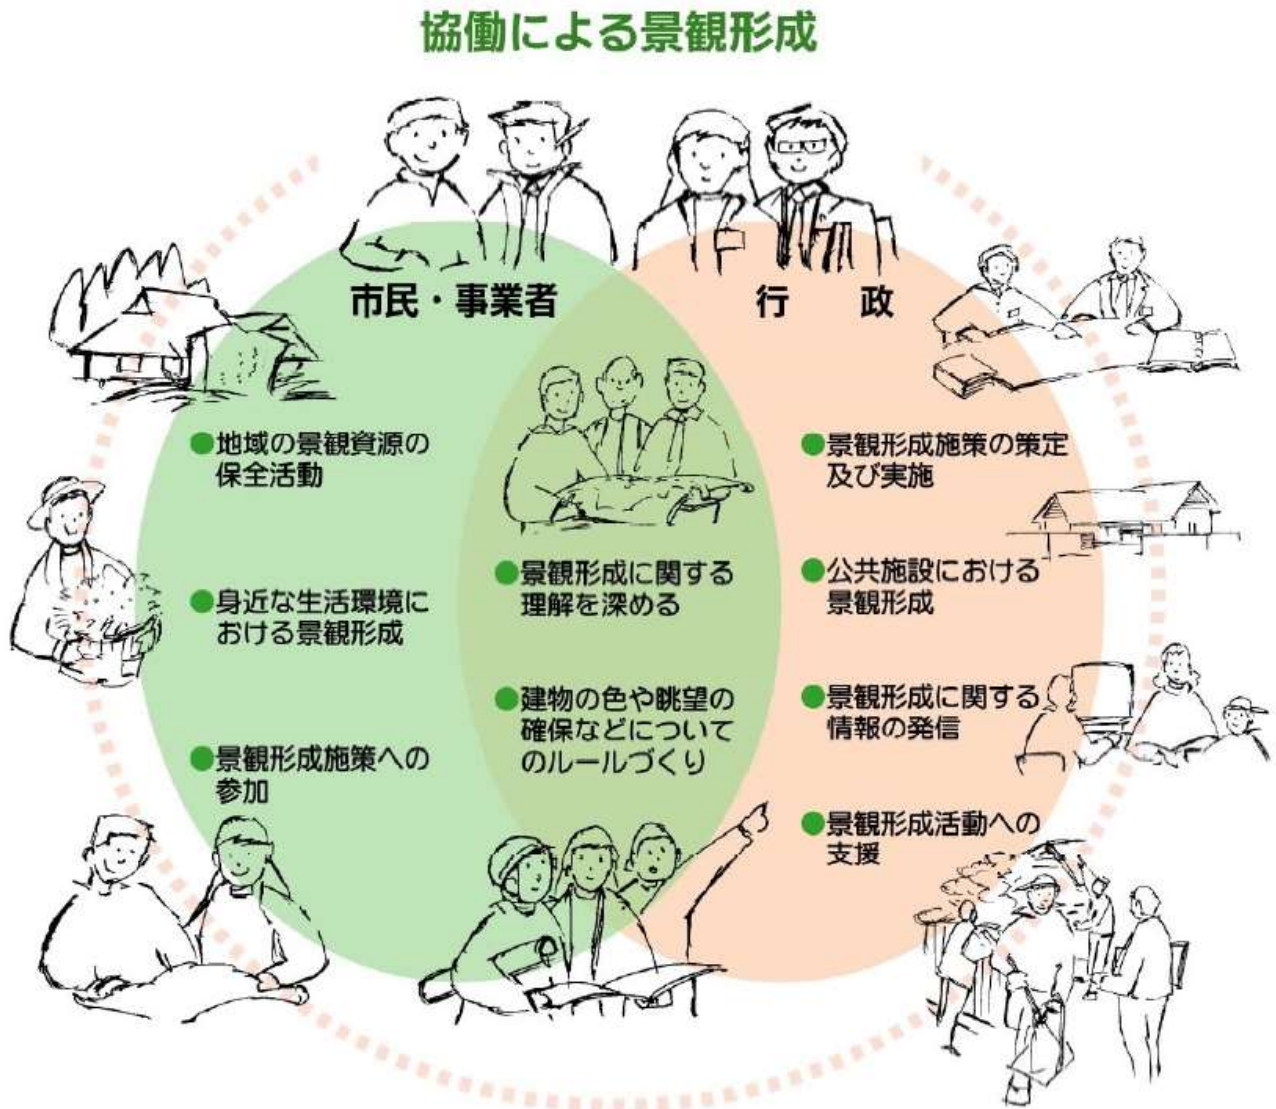 協働による景観形成
市民・事業者
行　政
●地域の景観資源の
保全活動
●身近な生活環境に
おける景観形成
●景観形成施策への
参加
●景観形成に関する
理解を深める
●建物の色や眺望の
確保などについて
のルールづくり
●景観形成施策の策定
及び実施
●公共施設における
景観形成
●景観形成に関する
情報の発信
●景観形成活動への
支援